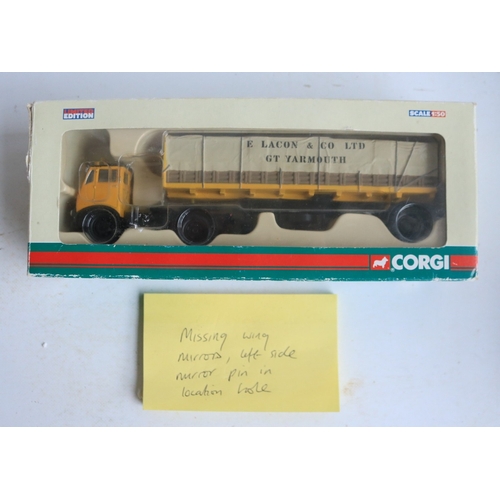 LIMITED
EDITION
SCALE 1:50
E LACON & CO LTD
GT YARMOUTH
CORGI
Missing wing
mirrors, left side
mirror pin in
location hole